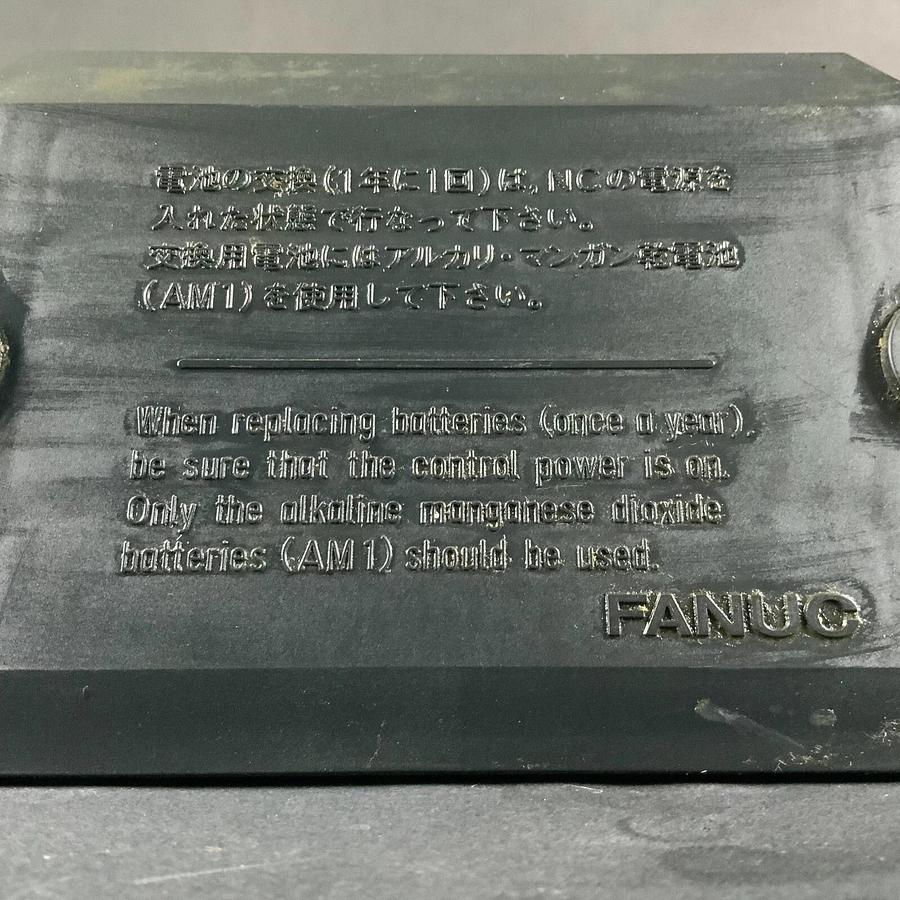 電池の交換(1年に1回)は,NCの電源を
入れた状態で行なって下さい。
交換用電池にはアルカリ・マンガン乾電池
(AM1)を使用して下さい。
When replacing batteries (once a year),
be sure that the control power is on.
Only the alkaline manganese dioxide
batteries (AM1) should be used.
FANUC